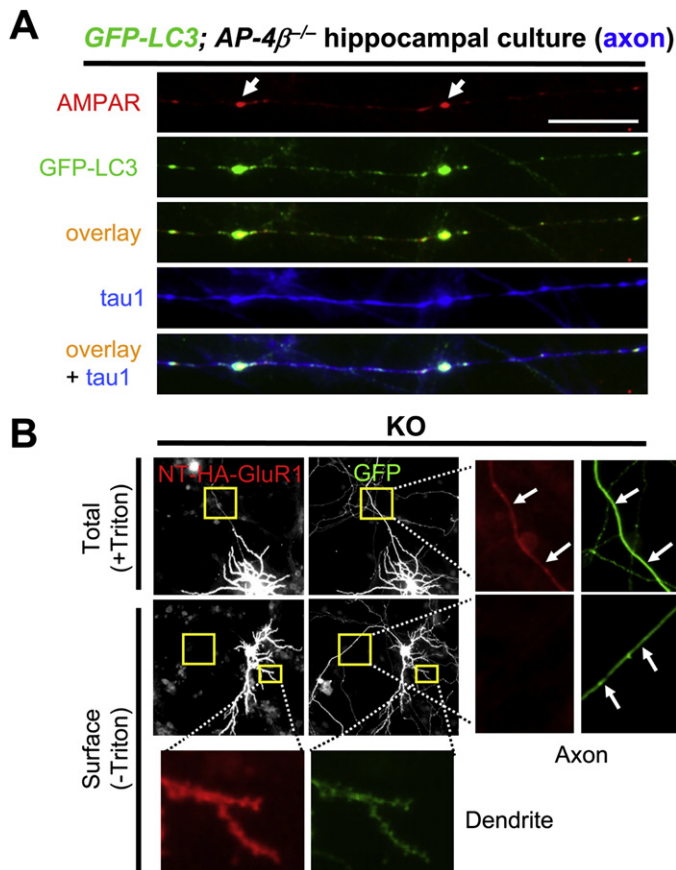 A
GFP-LC3; AP-4β–/– hippocampal culture (axon)
AMPAR
GFP-LC3
overlay
tau1
overlay
+ tau1
B
KO
NT-HA-GluR1
GFP
Total
(+Triton)
Surface
(-Triton)
Axon
Dendrite